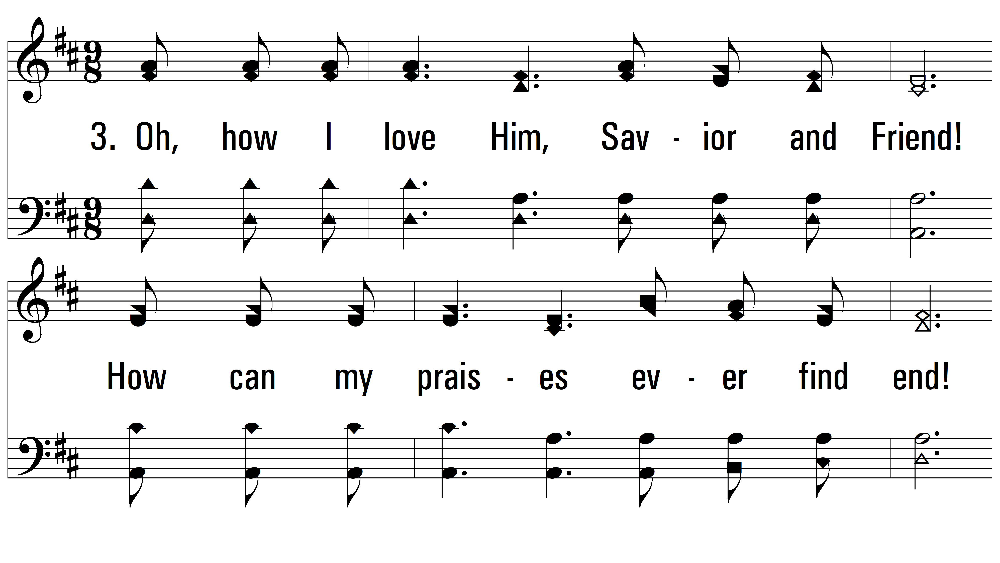 3. Oh, how I love Him, Sav - ior and Friend!
How can my prais - es ev - er find end!